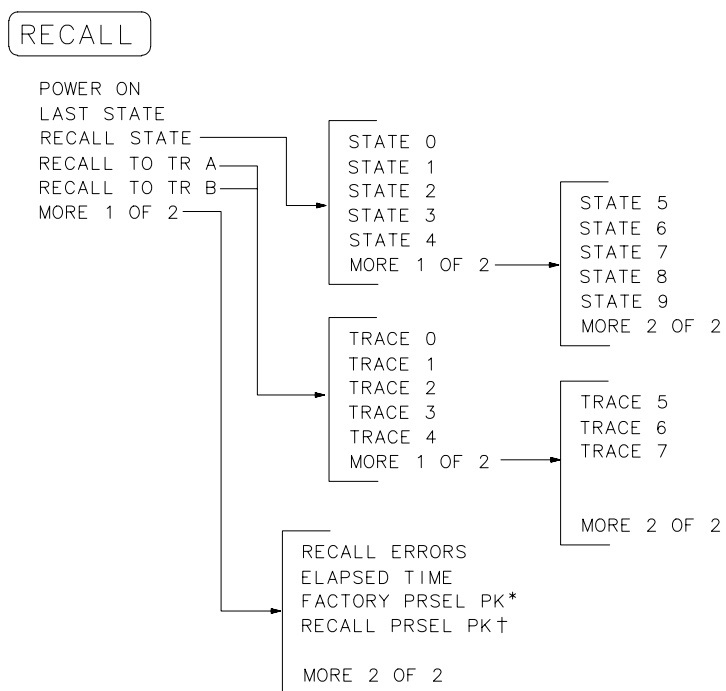 RECALL
POWER ON
LAST STATE
RECALL STATE
RECALL TO TR A
RECALL TO TR B
MORE 1 OF 2
STATE 0
STATE 1
STATE 2
STATE 3
STATE 4
MORE 1 OF 2
STATE 5
STATE 6
STATE 7
STATE 8
STATE 9
MORE 2 OF 2
TRACE 0
TRACE 1
TRACE 2
TRACE 3
TRACE 4
MORE 1 OF 2
TRACE 5
TRACE 6
TRACE 7
MORE 2 OF 2
RECALL ERRORS
ELAPSED TIME
FACTORY PRSEL PK*
RECALL PRSEL PK†
MORE 2 OF 2